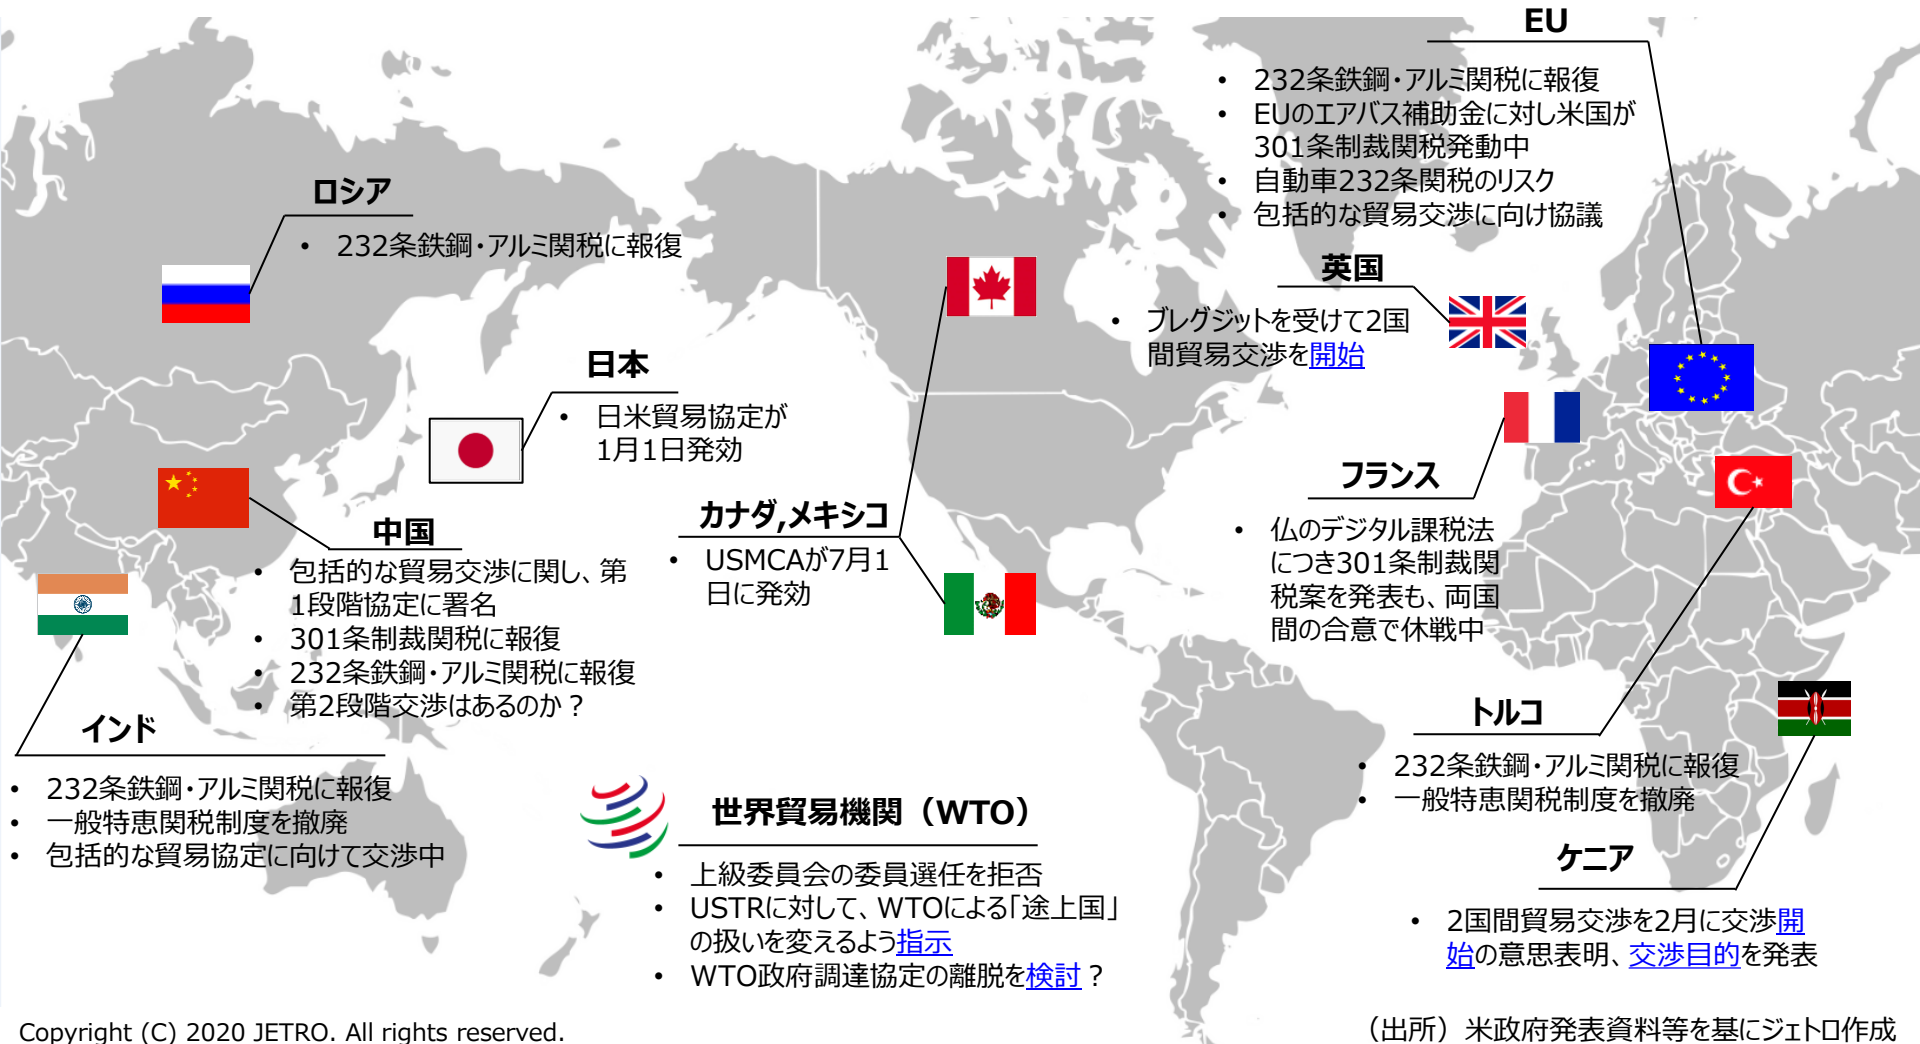 EU
• 232条鉄鋼・アルミ関税に報復
• EUのエアバス補助金に対し米国が
301条制裁関税発動中
• 自動車232条関税のリスク
• 包括的な貿易交渉に向け協議
ロシア
• 232条鉄鋼・アルミ関税に報復
英国
• ブレグジットを受けて2国
間貿易交渉を開始
日本
• 日米貿易協定が
1月1日発効
フランス
• 仏のデジタル課税法
につき301条制裁関
税案を発表も、両国
間の合意で休戦中
カナダ,メキシコ
• USMCAが7月1
日に発効
中国
• 包括的な貿易交渉に関し、第
1段階協定に署名
• 301条制裁関税に報復
• 232条鉄鋼・アルミ関税に報復
• 第2段階交渉はあるのか？
インド
• 232条鉄鋼・アルミ関税に報復
• 一般特恵関税制度を撤廃
• 包括的な貿易協定に向けて交渉中
トルコ
• 232条鉄鋼・アルミ関税に報復
• 一般特恵関税制度を撤廃
世界貿易機関（WTO）
• 上級委員会の委員選任を拒否
• USTRに対して、WTOによる「途上国」
の扱いを変えるよう指示
• WTO政府調達協定の離脱を検討？
ケニア
• 2国間貿易交渉を2月に交渉開
始の意思表明、交渉目的を発表
Copyright (C) 2020 JETRO. All rights reserved.
（出所）米政府発表資料等を基にジェトロ作成